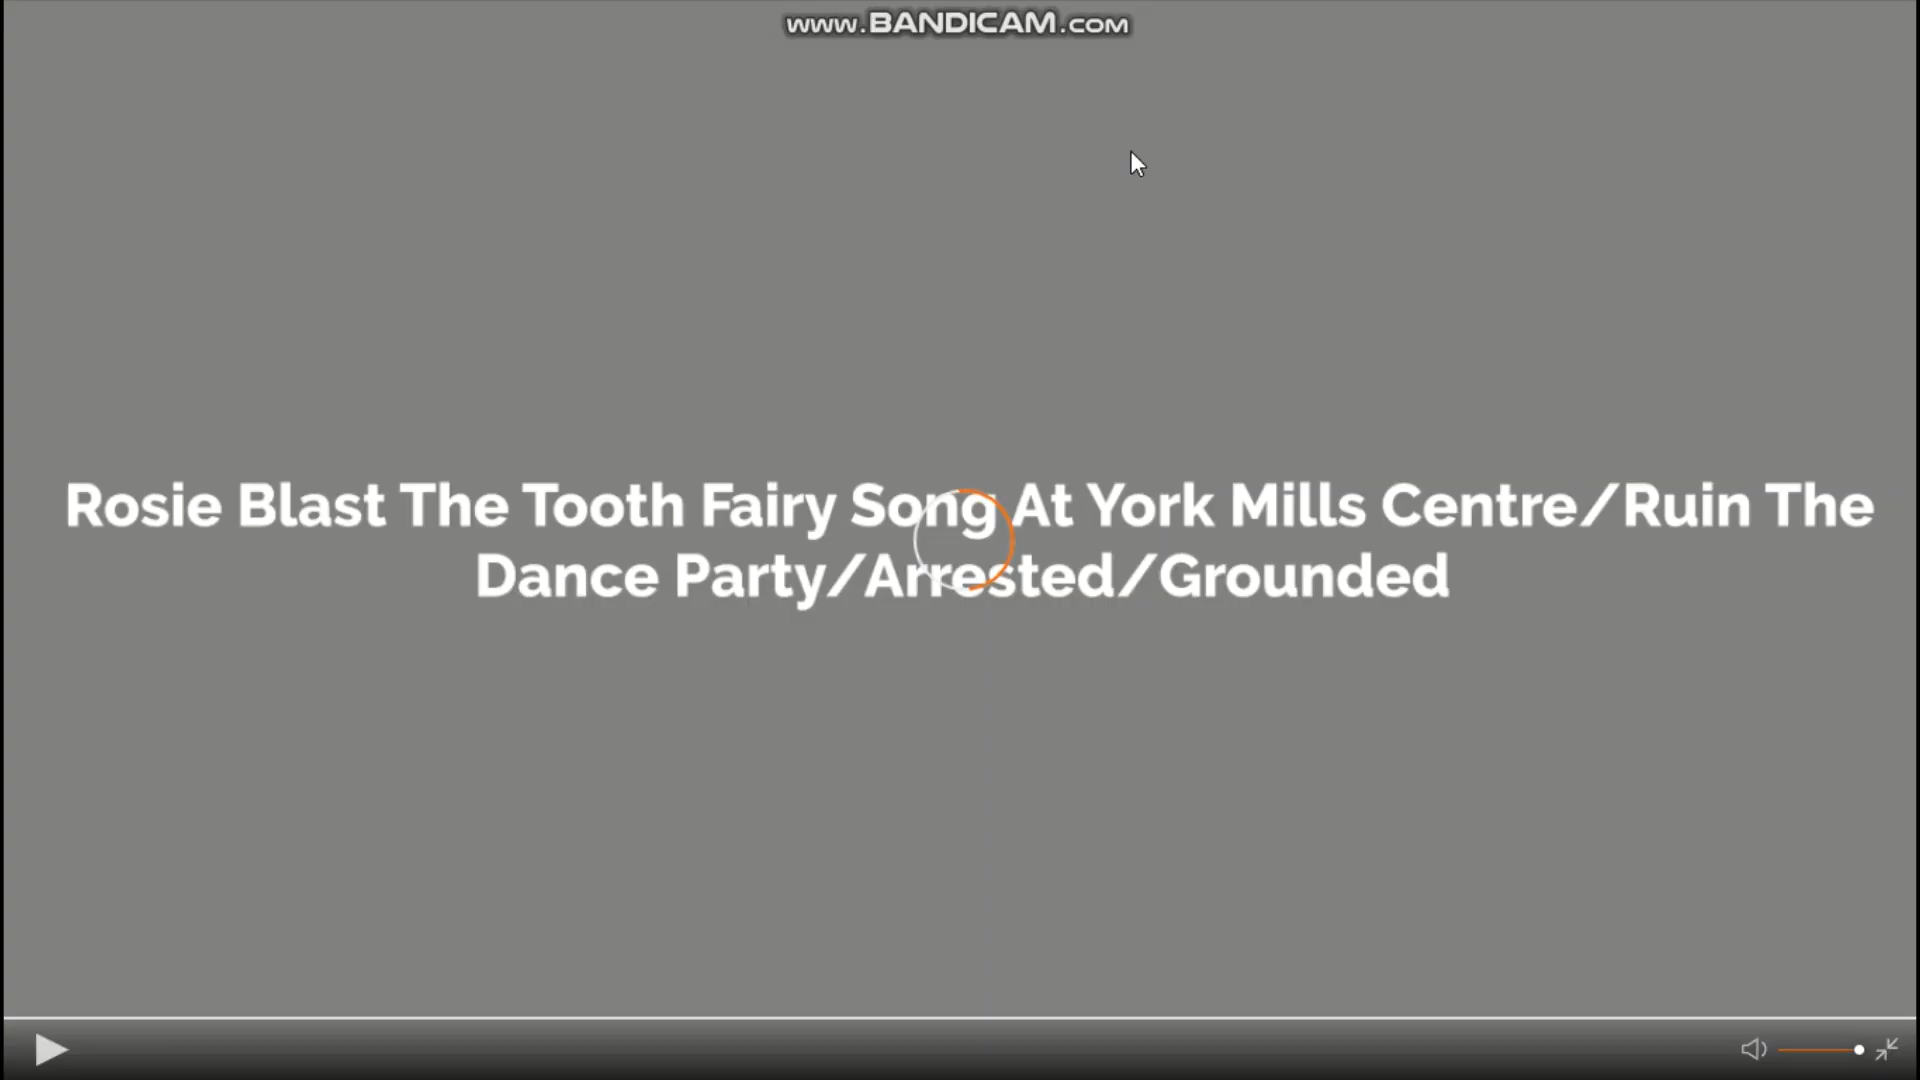 www.BANDICAM.com
Rosie Blast The Tooth Fairy Song At York Mills Centre/Ruin The
Dance Party/Arrested/Grounded